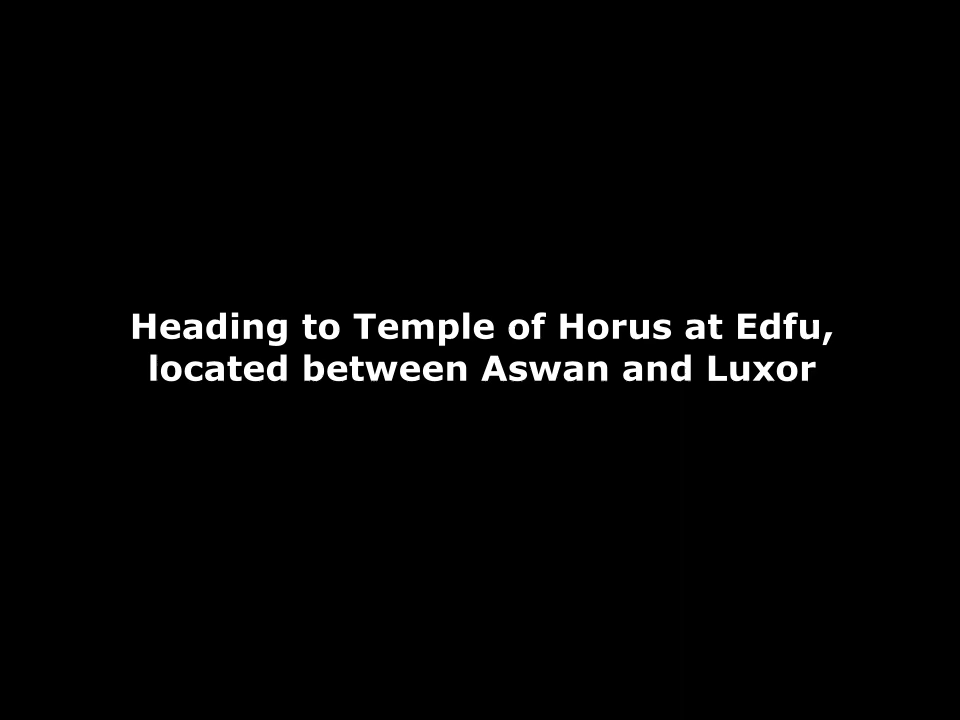 Heading to Temple of Horus at Edfu,
located between Aswan and Luxor